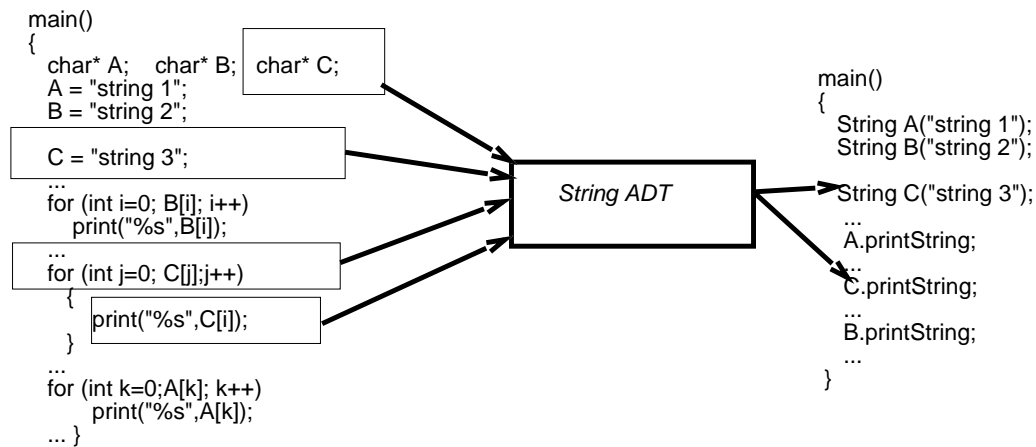 main()
{
char* A; char* B; char* C;
A = "string 1";
B = "string 2";
C = "string 3";
...
for (int i=0; B[i]; i++)
print("%s",B[i]);
...
for (int j=0; C[j];j++)
{
print("%s",C[i]);
}
...
for (int k=0;A[k]; k++)
print("%s",A[k]);
... }
String ADT
main()
{
String A("string 1");
String B("string 2");
String C("string 3");
...
A.printString;
...
C.printString;
...
B.printString;
...
}